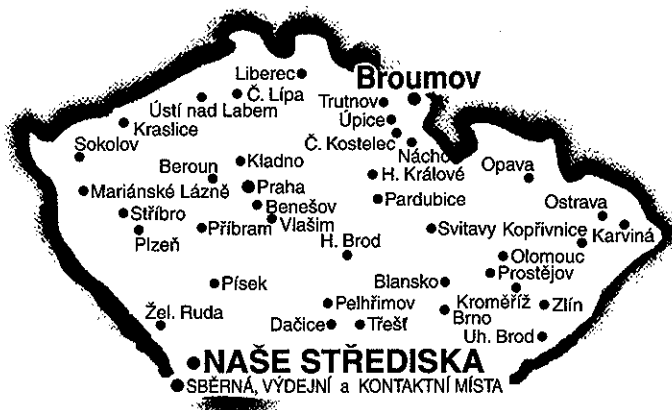 Liberec
Broumov
Č. Lípa
Trutnov
Ústí nad Labem
Úpice
Kraslice
Č. Kostelec
Sokolov
Nácho
Beroun
Kladno
H. Králové
Opava
Mariánské Lázně
Praha
Pardubice
Ostrava
Stříbro
Benešov
Příbram
Vlašim
Svitavy
Kopřivnice
Karviná
Plzeň
H. Brod
Olomouc
Prostějov
Písek
Blansko
Pelhřimov
Kroměříž
Zlín
Žel. Ruda
Dačice
Třešť
Brno
Uh. Brod
NAŠE STŘEDISKA
SBĚRNÁ, VÝDEJNÍ a KONTAKTNÍ MÍSTA